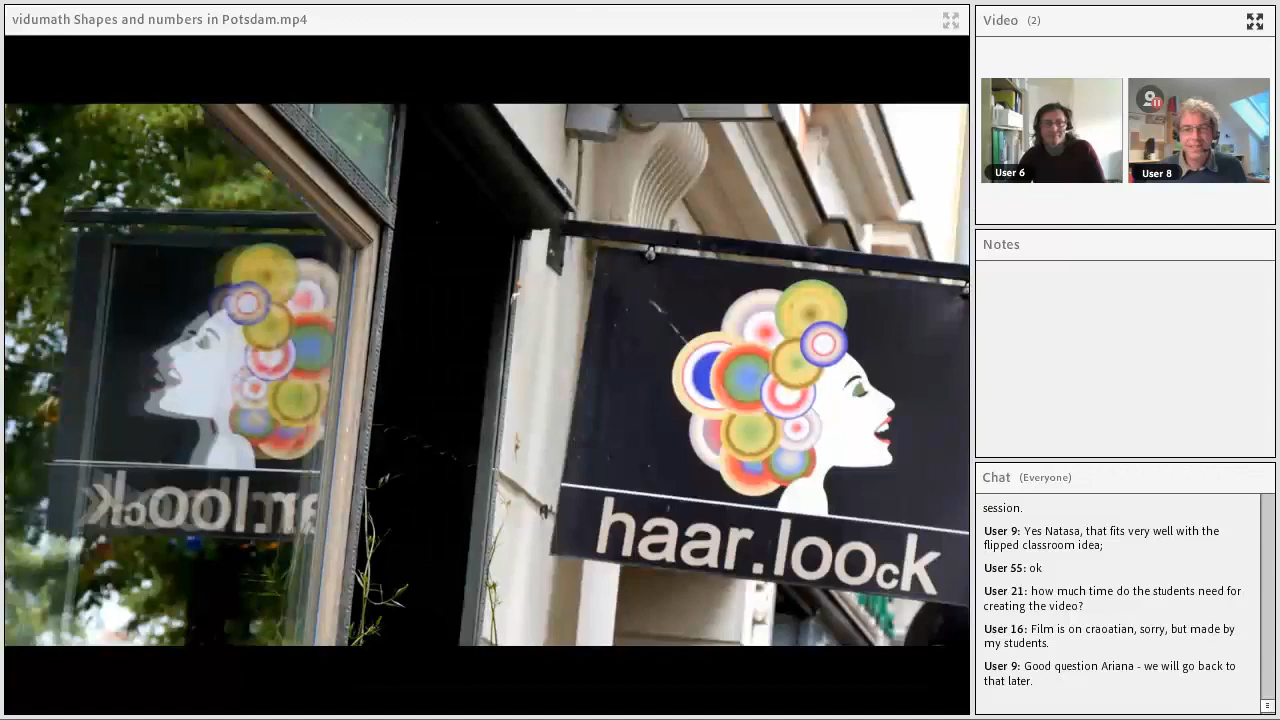 vidumath Shapes and numbers in Potsdam.mp4
haar.loock
Video (2)
User 6
User 8
Notes
Chat (Everyone)
session.
User 9: Yes Natasa, that fits very well with the
flipped classroom idea;
User 55: ok
User 21: how much time do the students need for
creating the video?
User 16: Film is on craoatian, sorry, but made by
my students.
User 9: Good question Ariana - we will go back to
that later.